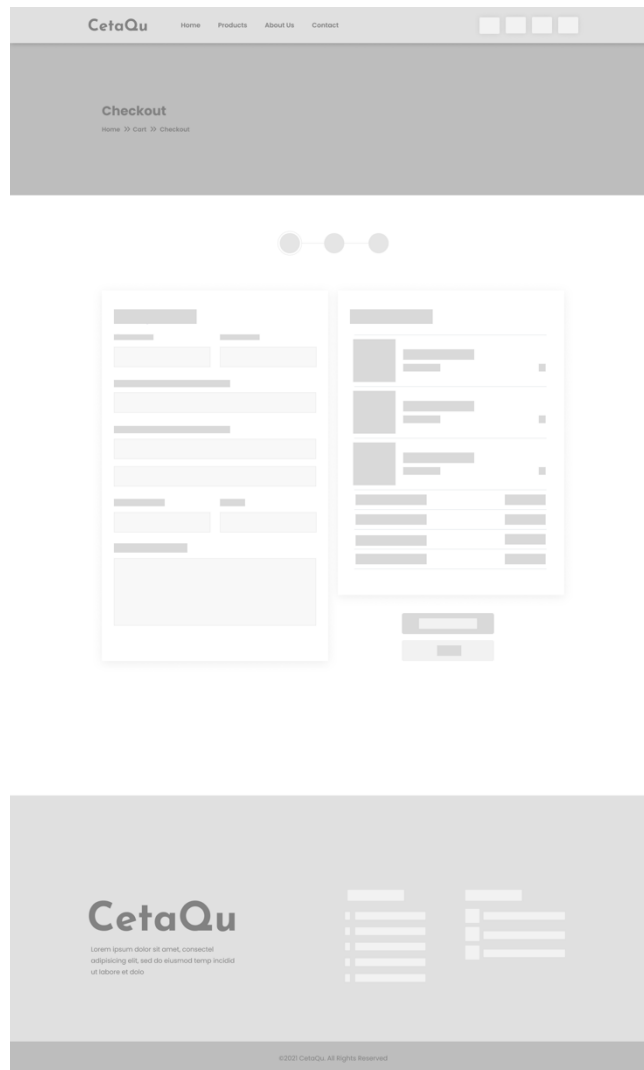 CetaQu Home Products About Us Contact
Checkout
Home » Cart » Checkout
CetaQu
Lorem ipsum dolor sit amet, consectet
adipisicing elit, sed do eiusmod temp incidid
ut labore et dolo
©2021 CetaQu. All Rights Reserved.